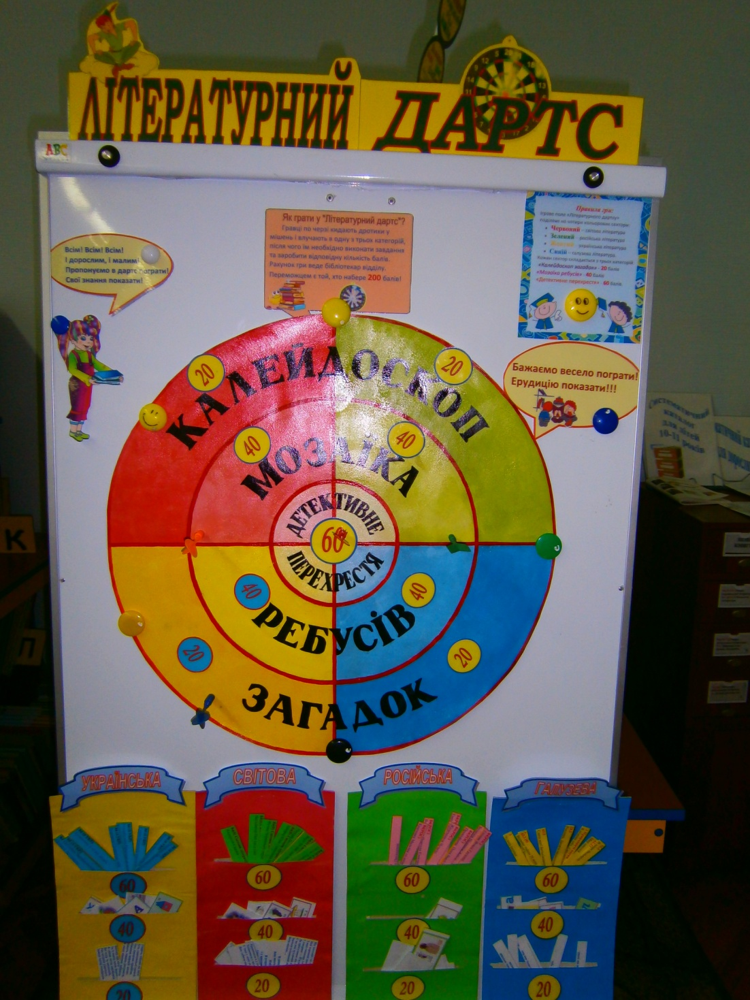 ЛІТЕРАТУРНИЙ ДАРТС
ABC
Як грати у "Літературний дартс"?
Гравці по черзі кидають дротики у
мішень і влучають в одну з трьох категорій,
після чого їм необхідно виконати завдання
та заробити відповідну кількість балів.
Рахунок гри веде бібліотекар відділу.
Переможцем є той, хто набере 200 балів!
Правила гри:
Ігрове поле «Літературного дартсу»
поділено на чотири кольорових сектори:
Червоний – світова література
Зелений – російська література
українська література
Синій – галузева література.
Кожен сектор складається з трьох категорій
«Калейдоскоп загадок» - 20 балів
«Мозаїка ребусів» - 40 балів
«Детективне перехрестя» - 60 балів
Всім! Всім! Всім!
І дорослим, і малим!
Пропонуємо в дартс пограти!
Свої знання показати!
Бажаємо весело пограти!
Ерудицію показати!!!
КАЛЕЙДОСКОП
20 20
МОЗАЇКА
40 40
ДЕТЕКТИВНЕ
60
ПЕРЕХРЕСТЯ
40 40
РЕБУСІВ
20 20
ЗАГАДОК
Систематичний
каталог
для дітей
10-11 років
К
П
УКРАЇНСЬКА
60
40
20
СВІТОВА
60
40
20
РОСІЙСЬКА
60
40
20
ГАЛУЗЕВА
60
40
20